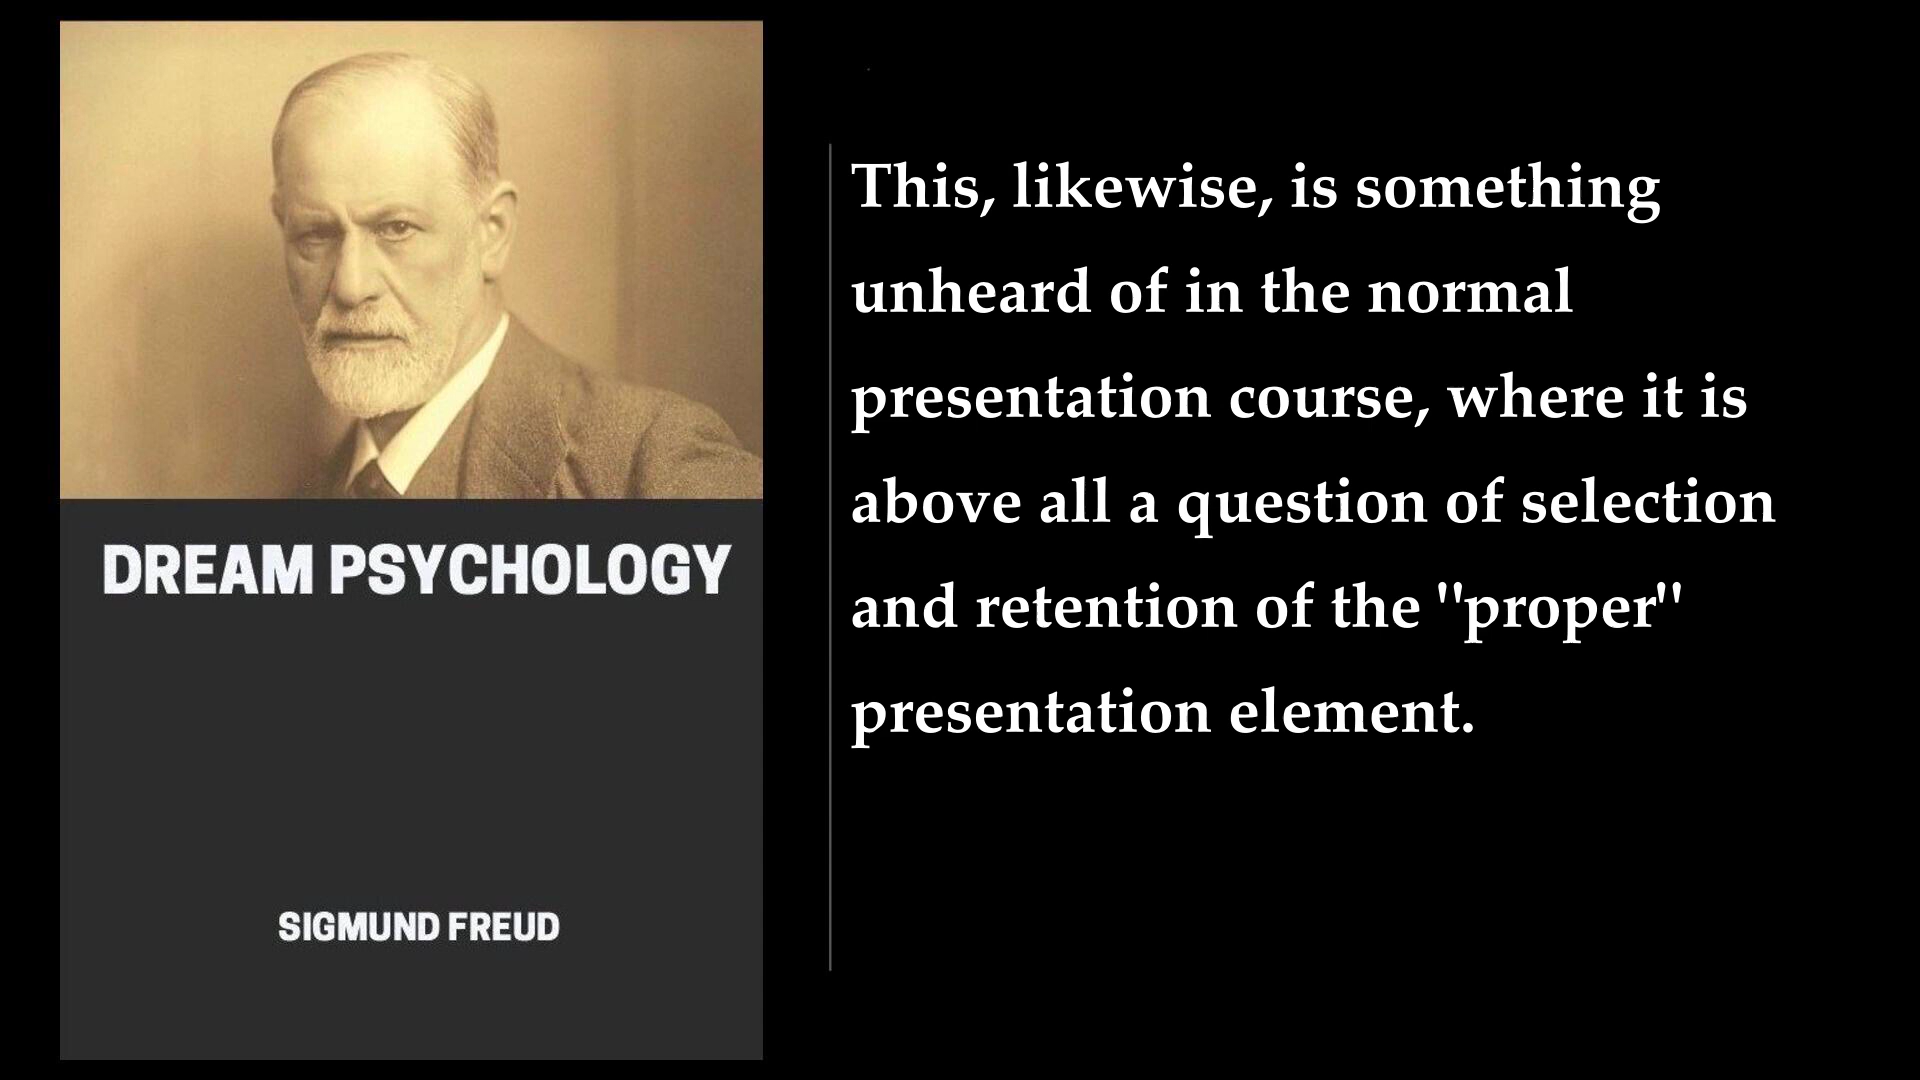 DREAM PSYCHOLOGY
SIGMUND FREUD
This, likewise, is something
unheard of in the normal
presentation course, where it is
above all a question of selection
and retention of the "proper"
presentation element.